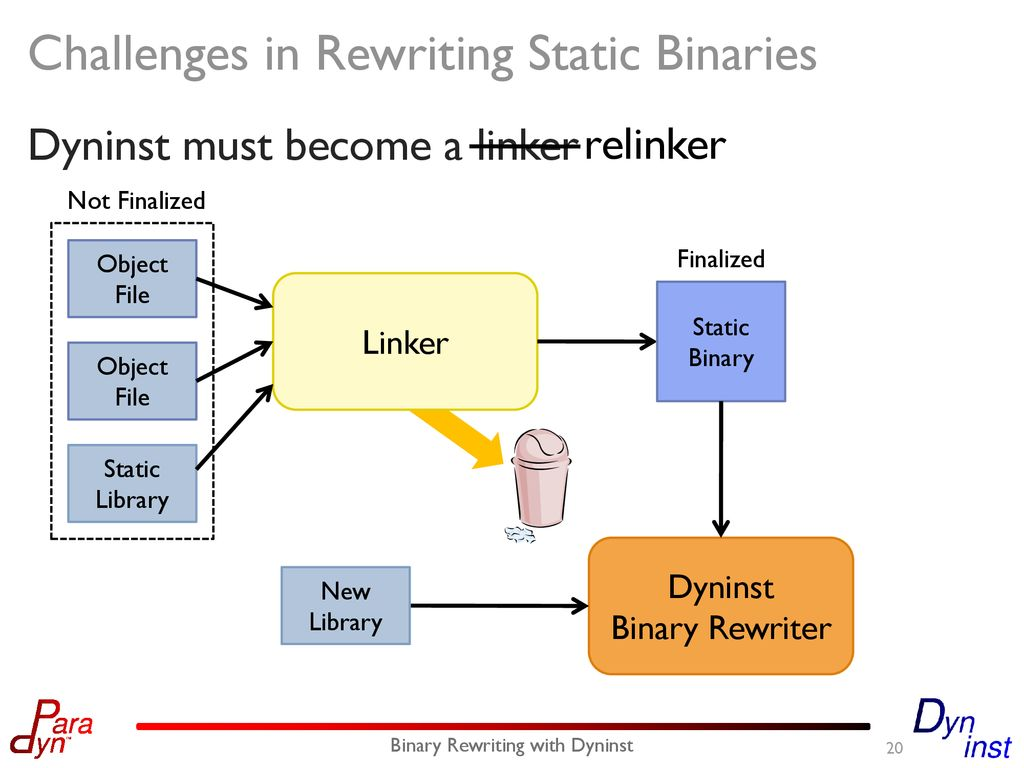 Challenges in Rewriting Static Binaries
Dyninst must become a linker relinker
Not Finalized
Object
File
Object
File
Static
Library
Linker
Finalized
Static
Binary
New
Library
Dyninst
Binary Rewriter
Para
dyn™
Binary Rewriting with Dyninst
20
Dyn
inst